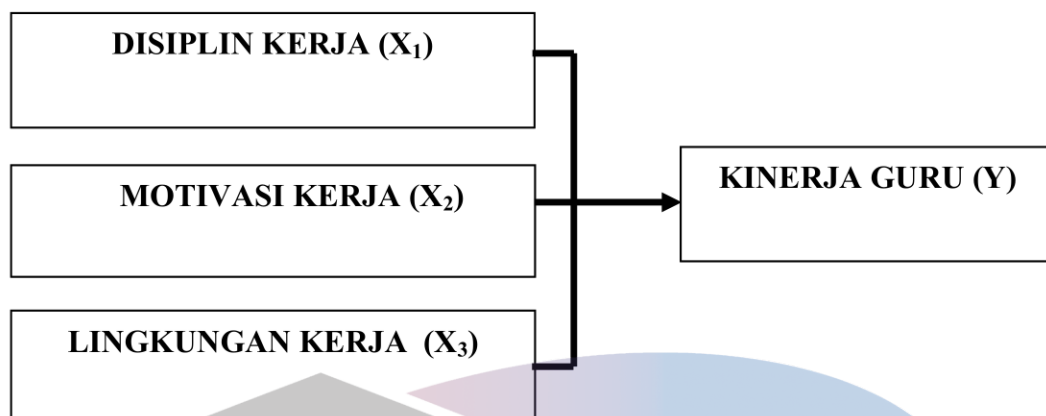 DISIPLIN KERJA (X₁)
MOTIVASI KERJA (X₂)
KINERJA GURU (Y)
LINGKUNGAN KERJA (X₃)